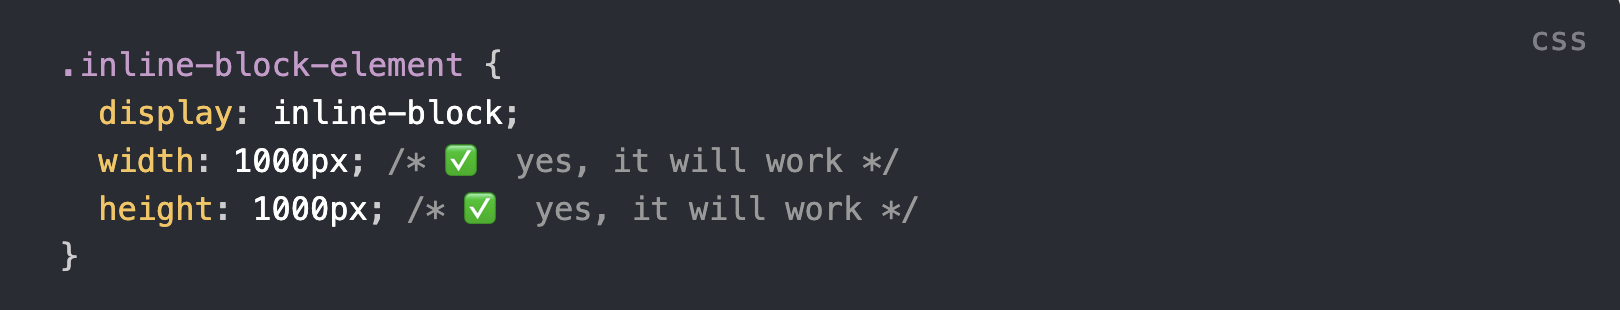 css
.inline-block-element {
  display: inline-block;
  width: 1000px; /* ✅  yes, it will work */
  height: 1000px; /* ✅  yes, it will work */
}